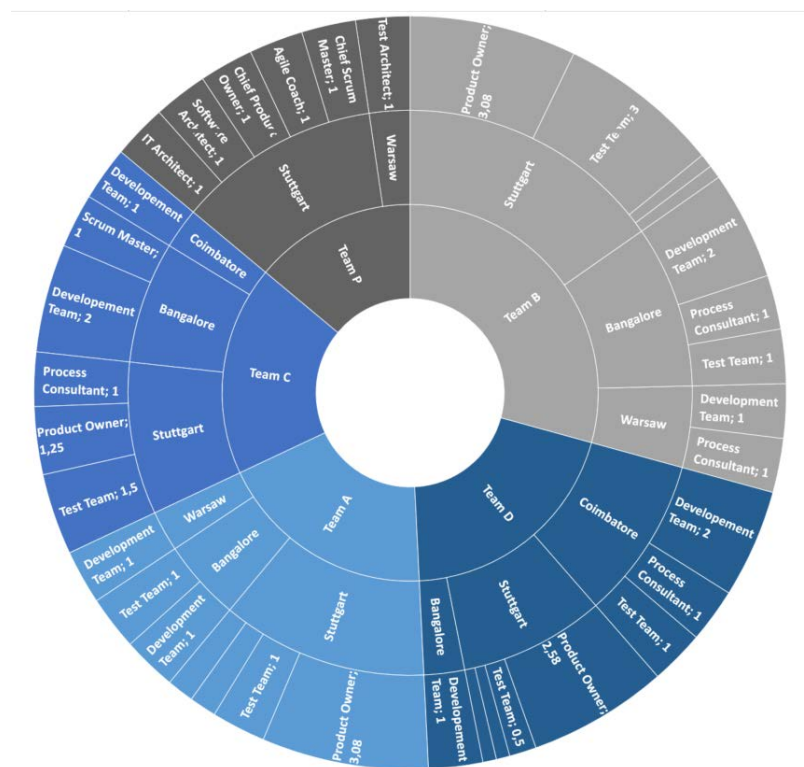 Team B
Stuttgart
Product Owner;
3,08
Test Team; 3
Bangalore
Development
Team; 2
Process
Consultant; 1
Test Team; 1
Warsaw
Development
Team; 1
Process
Consultant; 1
Team D
Coimbatore
Developement
Team; 2
Process
Consultant; 1
Test Team; 1
Stuttgart
Product Owner;
2,58
Test Team; 0,5
Bangalore
Developement
Team; 1
Team A
Stuttgart
Product Owner;
3,08
Test Team; 1
Bangalore
Development
Team; 1
Test Team; 1
Warsaw
Development
Team; 1
Team C
Stuttgart
Test Team; 1,5
Product Owner;
1,25
Process
Consultant; 1
Bangalore
Developement
Team; 2
Scrum Master;
1
Coimbatore
Developement
Team; 1
Team P
Stuttgart
IT Architect; 1
Software
Architect; 1
Chief Product
Owner; 1
Agile Coach; 1
Chief Scrum
Master; 1
Warsaw
Test Architect; 1